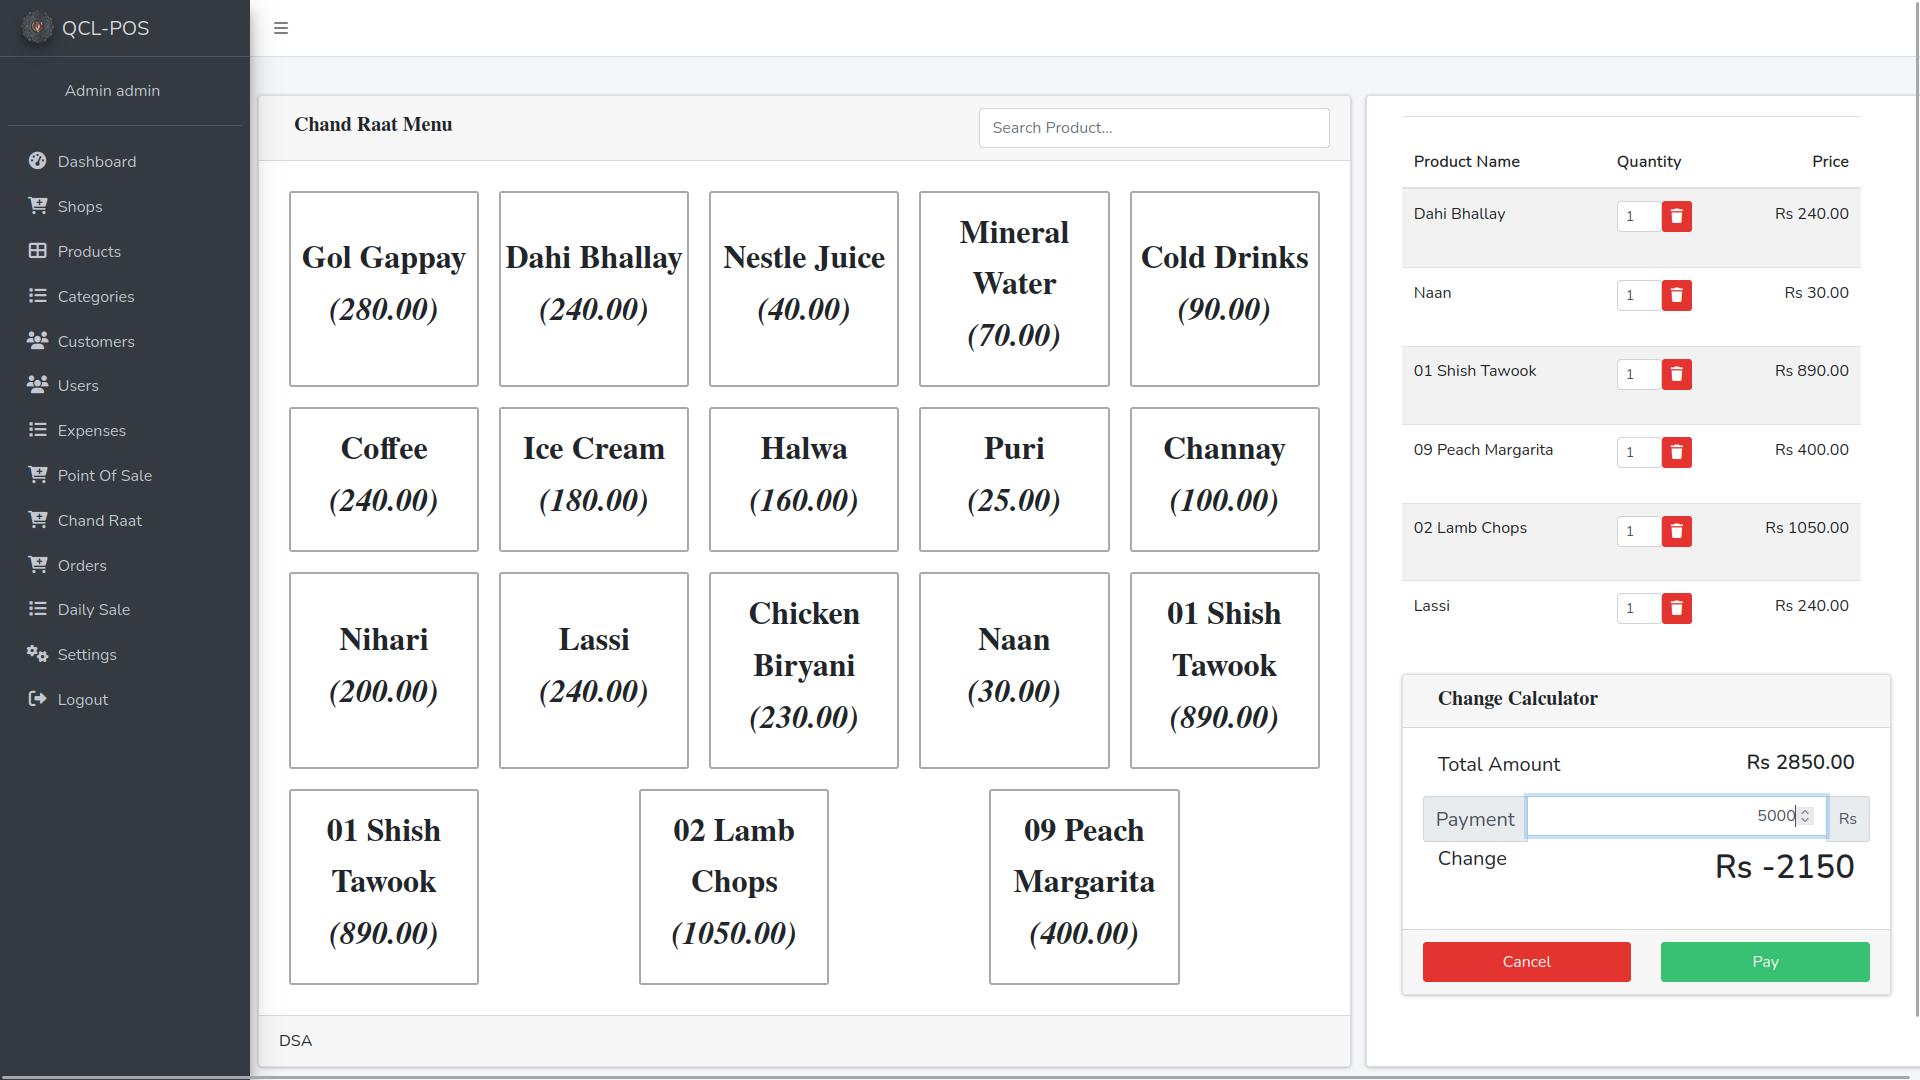 QCL-POS
Admin admin
Dashboard
Shops
Products
Categories
Customers
Users
Expenses
Point Of Sale
Chand Raat
Orders
Daily Sale
Settings
Logout
Chand Raat Menu
Search Product...
Gol Gappay
(280.00)
Dahi Bhallay
(240.00)
Nestle Juice
(40.00)
Mineral
Water
(70.00)
Cold Drinks
(90.00)
Coffee
(240.00)
Ice Cream
(180.00)
Halwa
(160.00)
Puri
(25.00)
Channay
(100.00)
Nihari
(200.00)
Lassi
(240.00)
Chicken
Biryani
(230.00)
Naan
(30.00)
01 Shish
Tawook
(890.00)
01 Shish
Tawook
(890.00)
02 Lamb
Chops
(1050.00)
09 Peach
Margarita
(400.00)
DSA
Product Name Quantity Price
Dahi Bhallay 1 Rs 240.00
Naan 1 Rs 30.00
01 Shish Tawook 1 Rs 890.00
09 Peach Margarita 1 Rs 400.00
02 Lamb Chops 1 Rs 1050.00
Lassi 1 Rs 240.00
Change Calculator
Total Amount Rs 2850.00
Payment 5000 Rs
Change Rs -2150
Cancel Pay